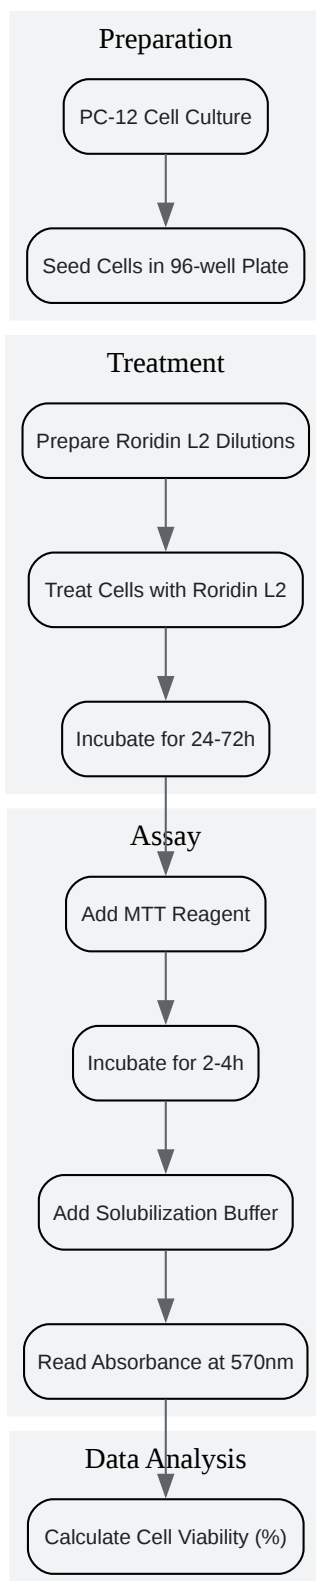 Preparation
PC-12 Cell Culture
Seed Cells in 96-well Plate
Treatment
Prepare Roridin L2 Dilutions
Treat Cells with Roridin L2
Incubate for 24-72h
Assay
Add MTT Reagent
Incubate for 2-4h
Add Solubilization Buffer
Read Absorbance at 570nm
Data Analysis
Calculate Cell Viability (%)